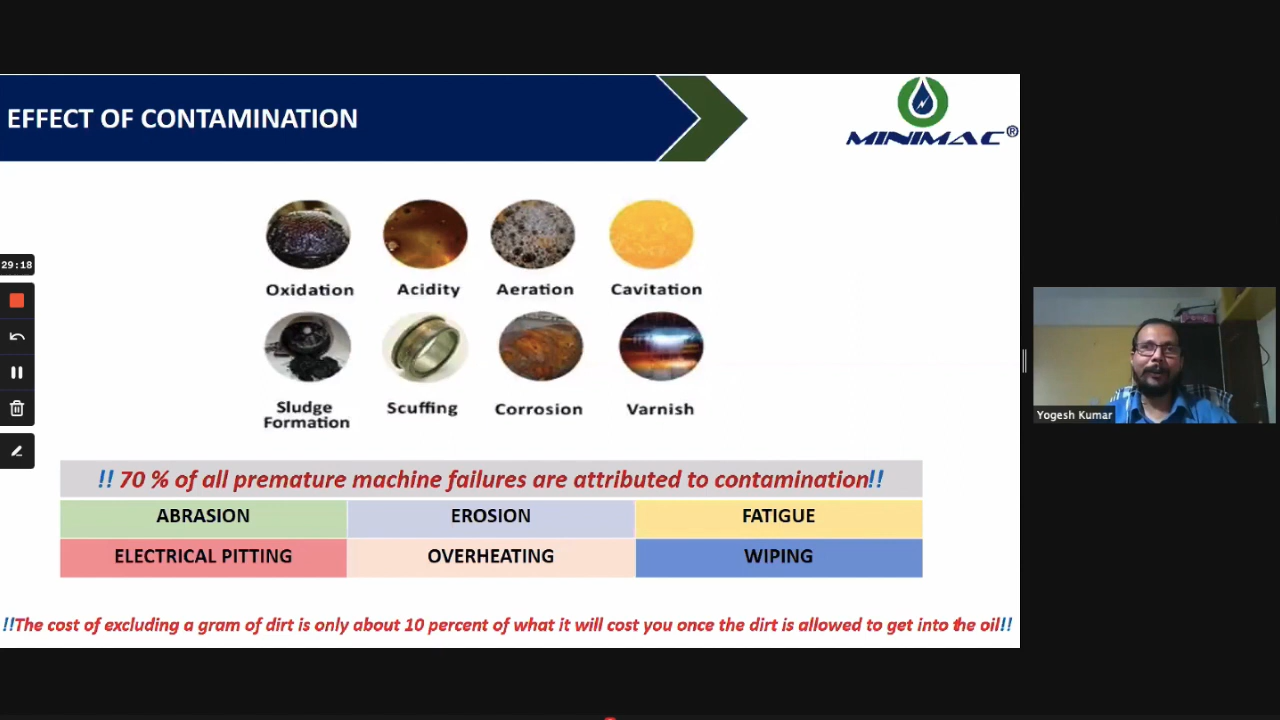 EFFECT OF CONTAMINATION
MINIMAC®
29:18
Oxidation Acidity Aeration Cavitation
Sludge Formation Scuffing Corrosion Varnish
!! 70 % of all premature machine failures are attributed to contamination!!
ABRASION EROSION FATIGUE
ELECTRICAL PITTING OVERHEATING WIPING
!!The cost of excluding a gram of dirt is only about 10 percent of what it will cost you once the dirt is allowed to get into the oil!!
Yogesh Kumar